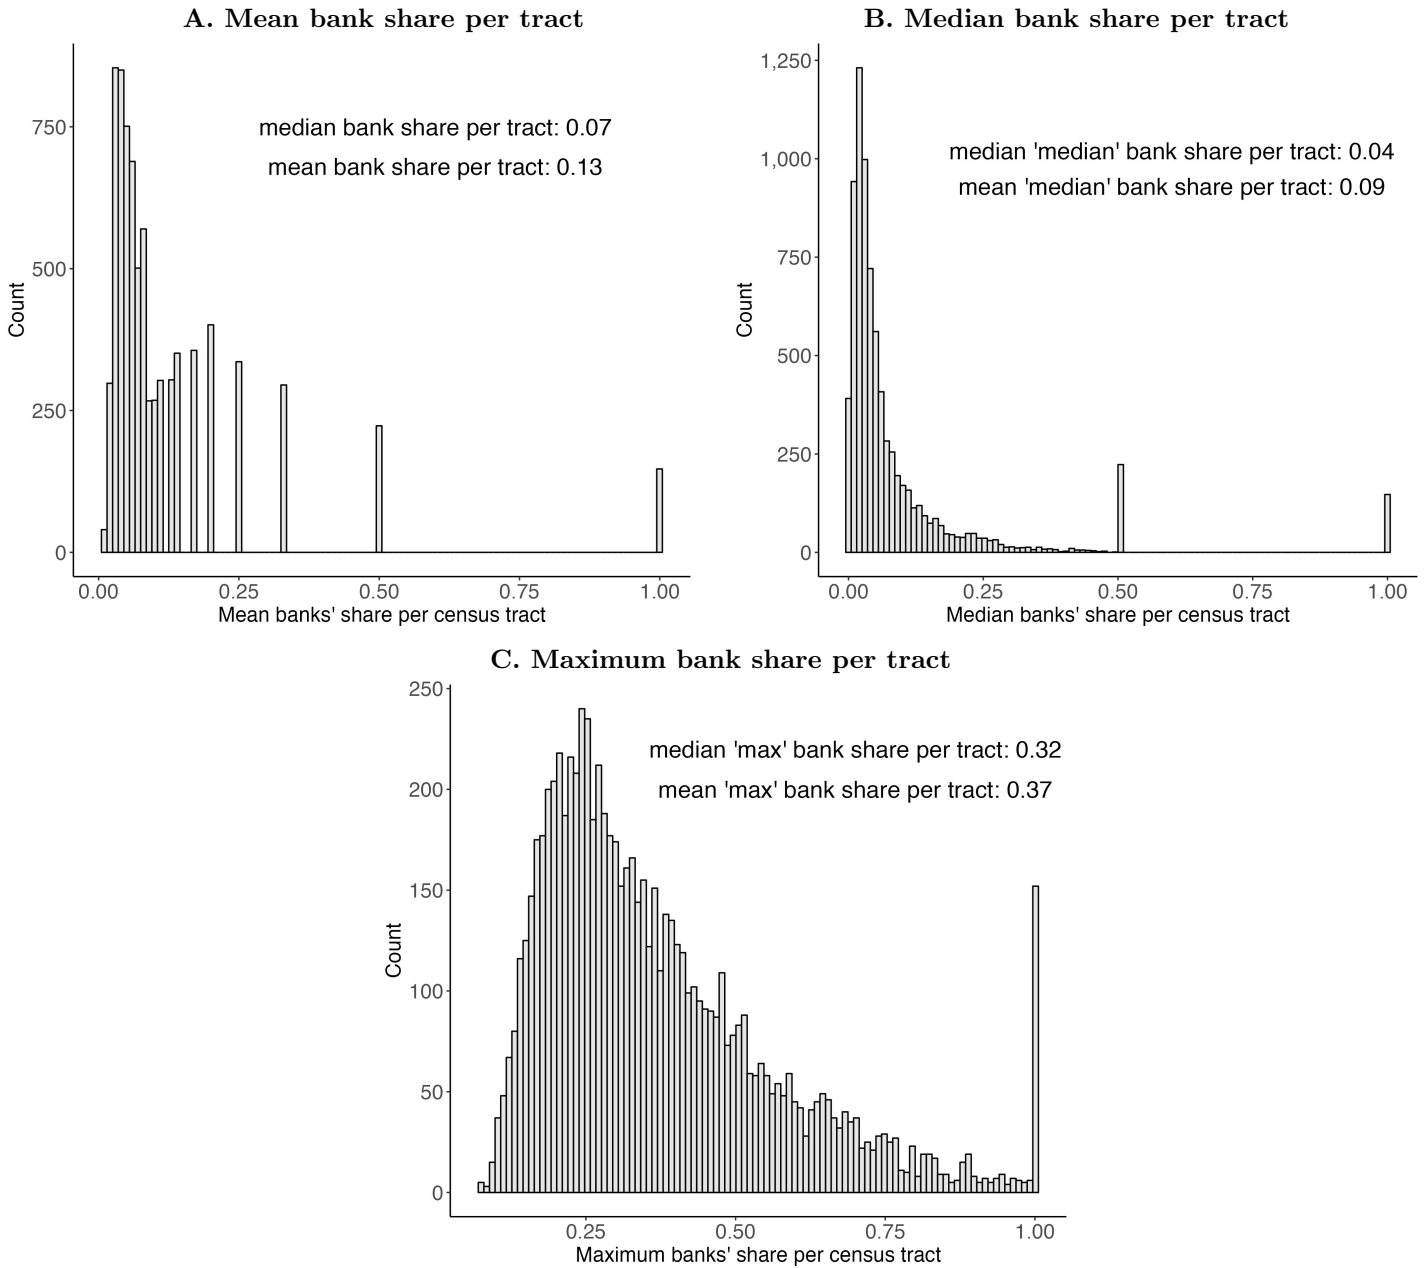 A. Mean bank share per tract
750
500
250
0
Count
median bank share per tract: 0.07
mean bank share per tract: 0.13
0.00 0.25 0.50 0.75 1.00
Mean banks' share per census tract
B. Median bank share per tract
1,250
1,000
750
500
250
0
Count
median 'median' bank share per tract: 0.04
mean 'median' bank share per tract: 0.09
0.00 0.25 0.50 0.75 1.00
Median banks' share per census tract
C. Maximum bank share per tract
250
200
150
100
50
0
Count
median 'max' bank share per tract: 0.32
mean 'max' bank share per tract: 0.37
0.25 0.50 0.75 1.00
Maximum banks' share per census tract